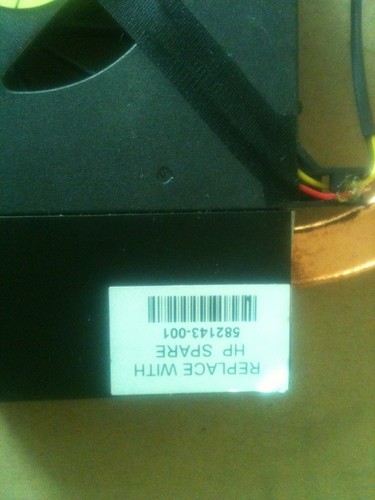 REPLACE WITH
HP SPARE
582143-001